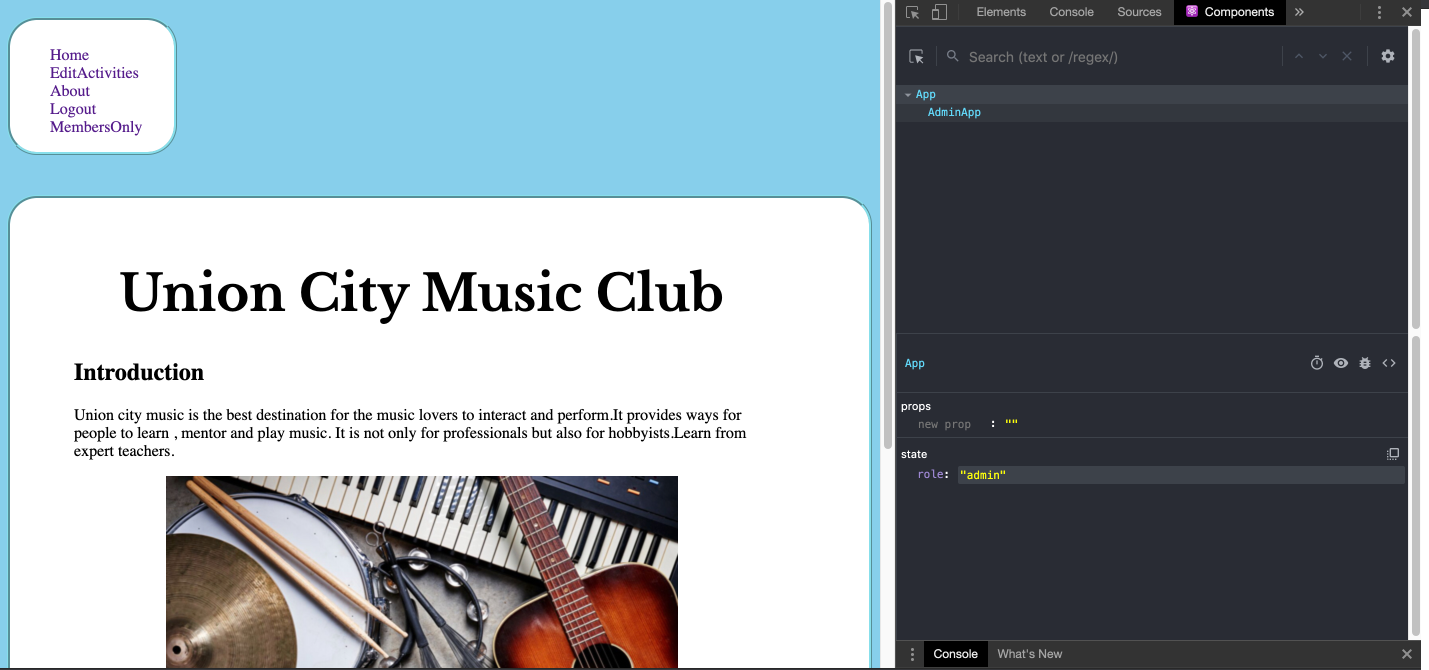 Home
EditActivities
About
Logout
MembersOnly
Union City Music Club
Introduction
Union city music is the best destination for the music lovers to interact and perform.It provides ways for
people to learn , mentor and play music. It is not only for professionals but also for hobbyists.Learn from
expert teachers.
Elements Console Sources Components »
Search (text or /regex/)
App
AdminApp
App
props
new prop : ""
state
role: "admin"
Console What's New